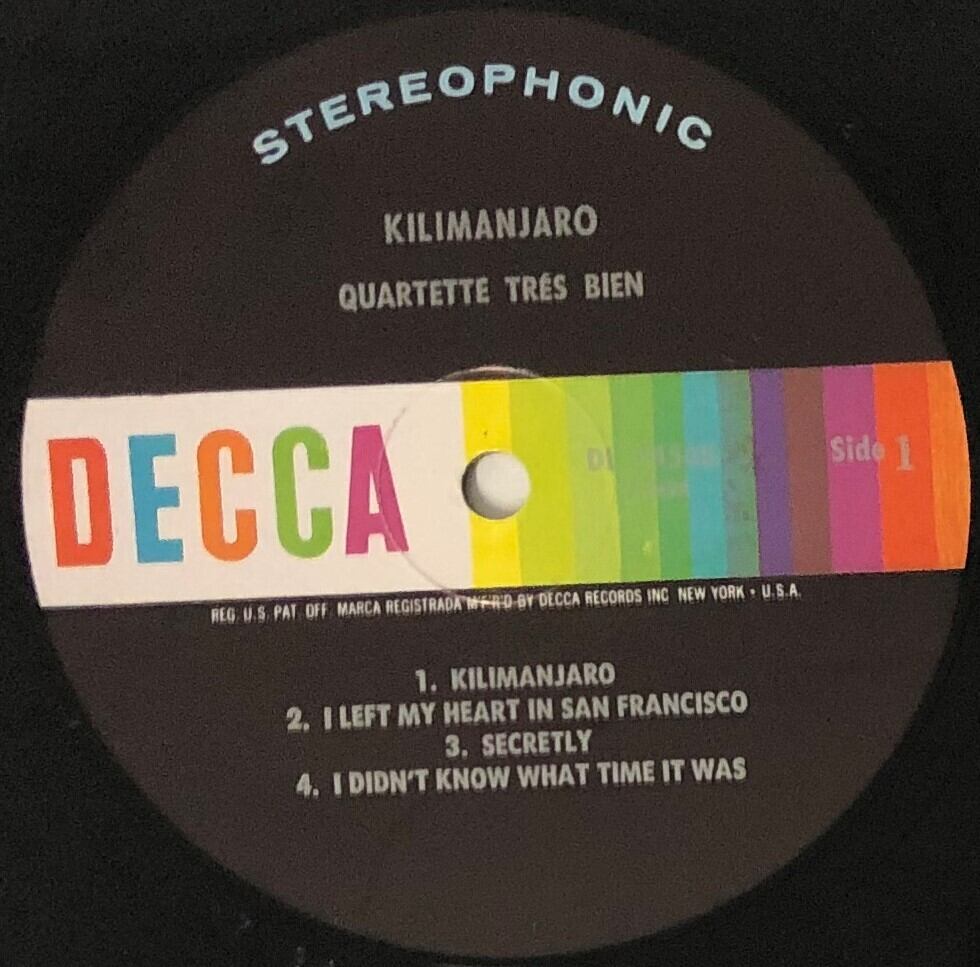 STEREOPHONIC
KILIMANJARO
QUARTETTE TRÉS BIEN
DECCA
Side 1
REG. U.S. PAT. OFF. MARCA REGISTRADA M F R'D BY DECCA RECORDS INC NEW YORK • U.S.A.
1. KILIMANJARO
2. I LEFT MY HEART IN SAN FRANCISCO
3. SECRETLY
4. I DIDN'T KNOW WHAT TIME IT WAS